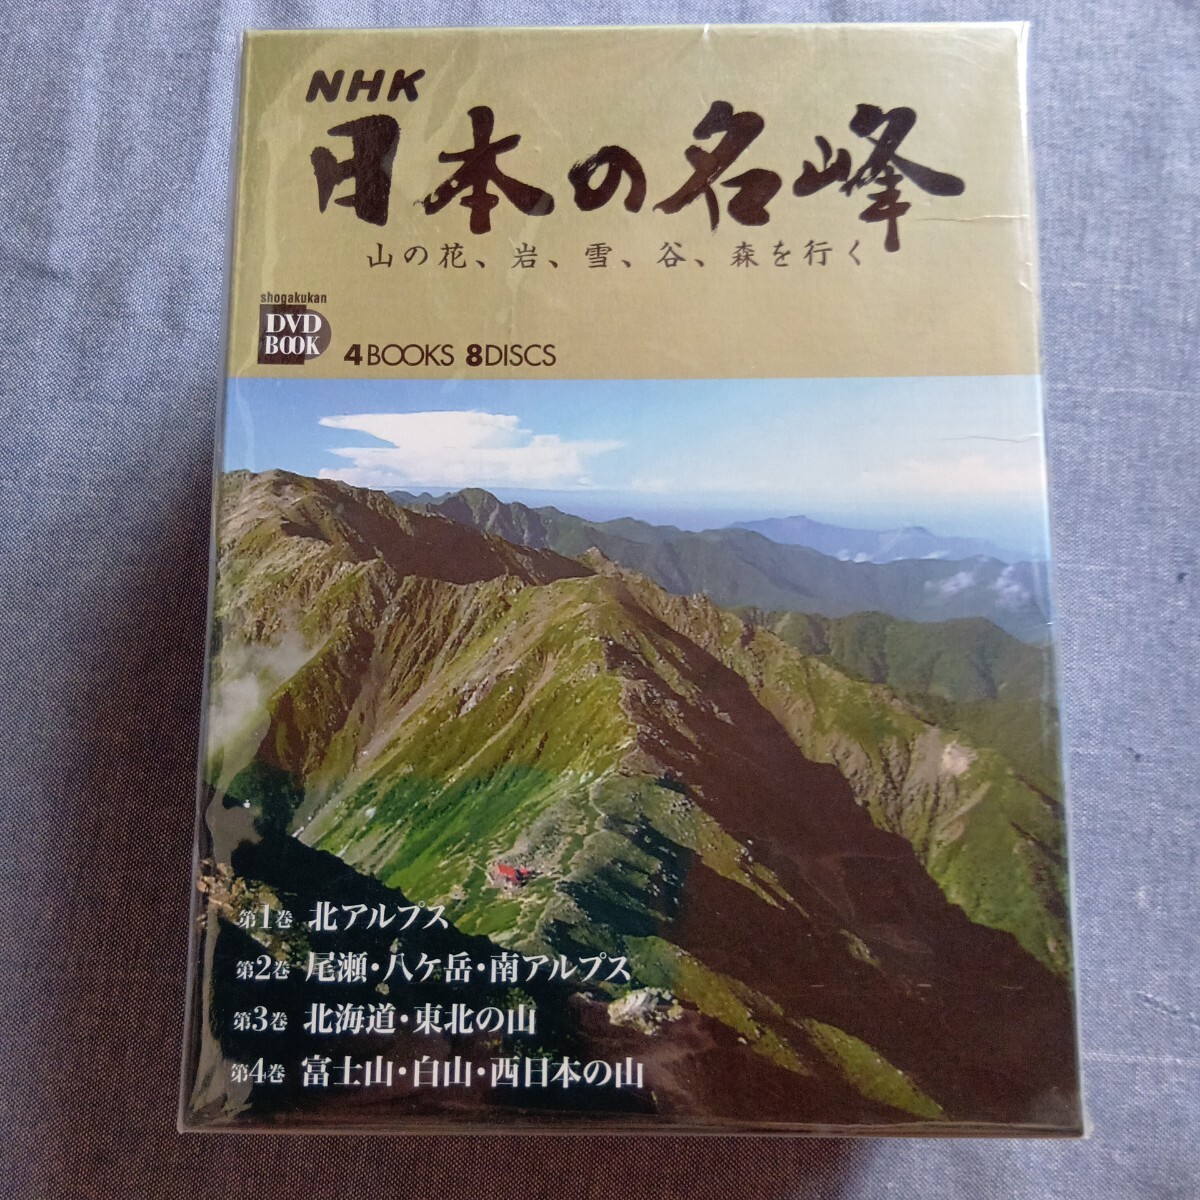 NHK
日本の名峰
山の花、岩、雪、谷、森を行く
shogakukan
DVD
BOOK
4BOOKS 8DISCS
第1巻 北アルプス
第2巻 尾瀬・八ケ岳・南アルプス
第3巻 北海道・東北の山
第4巻 富士山・白山・西日本の山